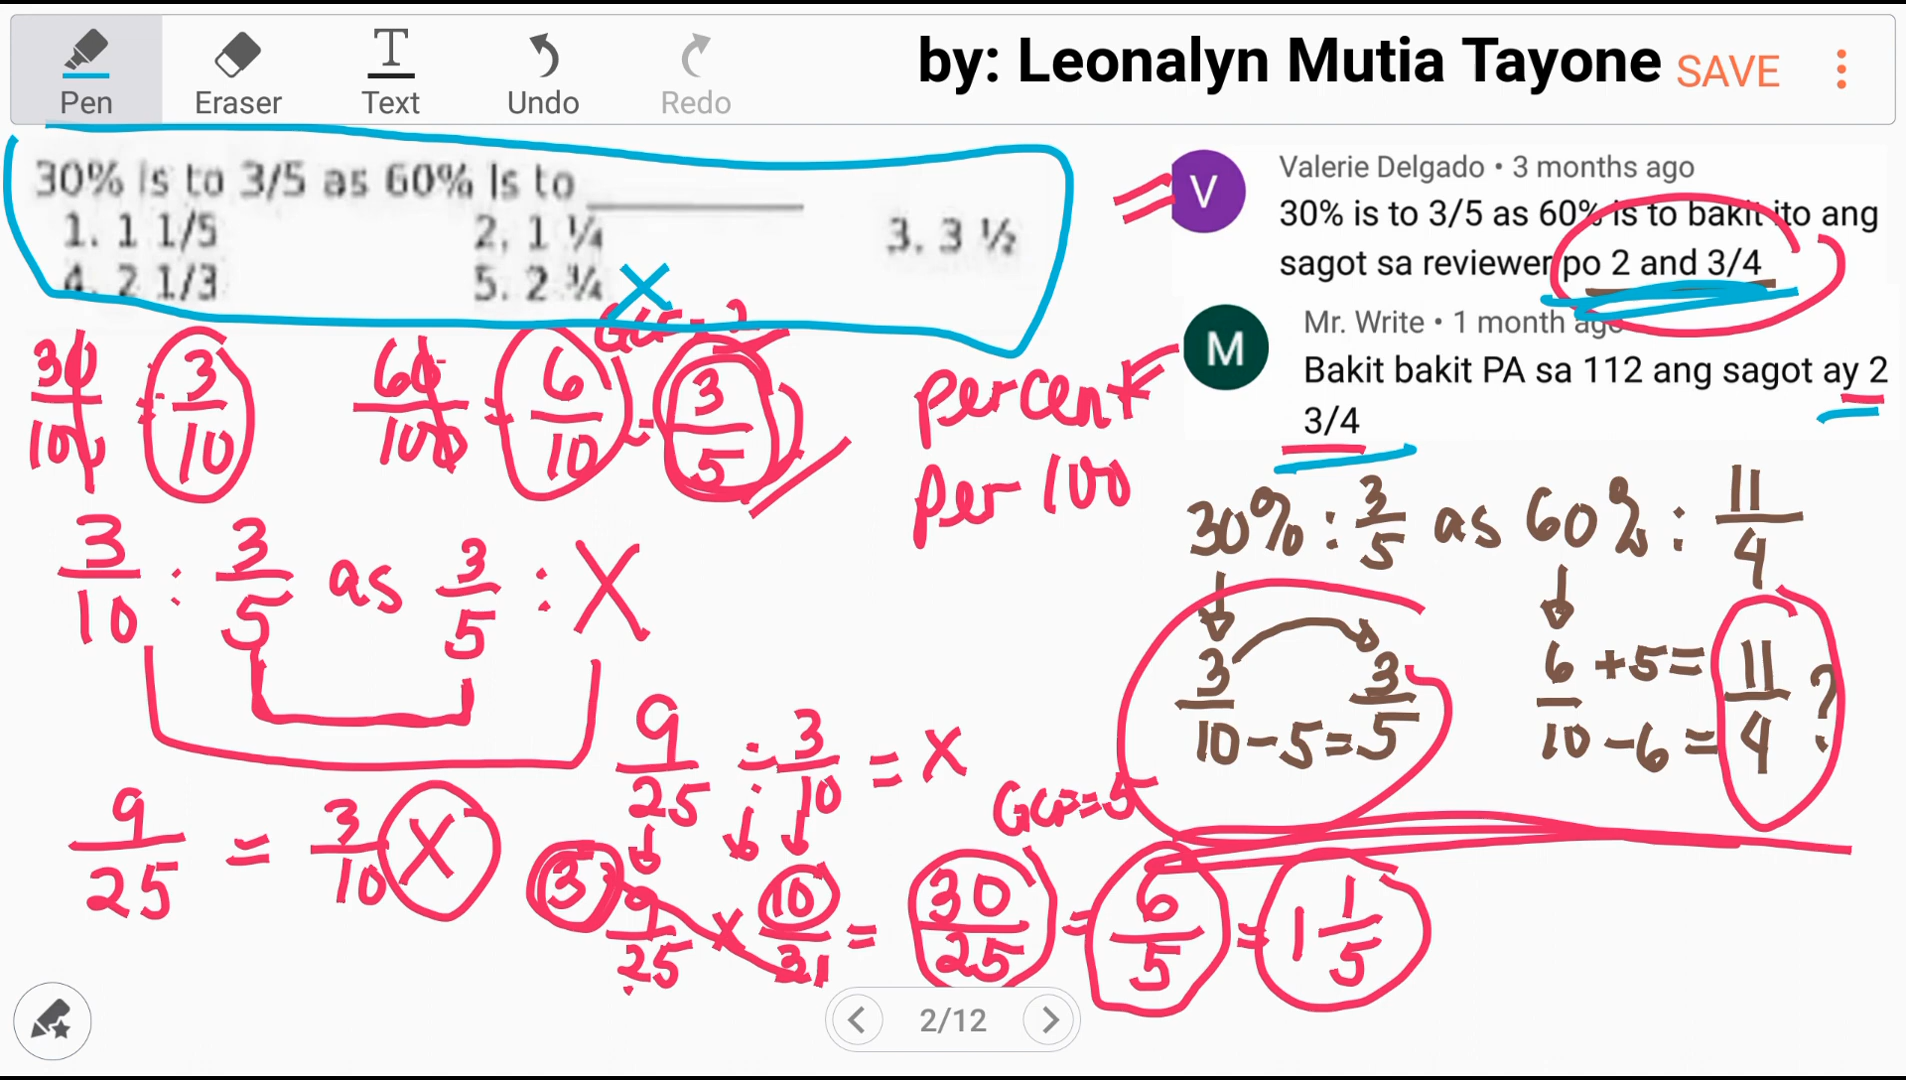 by: Leonalyn Mutia Tayone
SAVE
Pen
Eraser
Text
Undo
Redo
30% is to 3/5 as 60% is to ________
1. 1 1/5
2. 1 ¼
3. 3 ½
4. 2 1/3
5. 2 ¾ X
V
Valerie Delgado • 3 months ago
30% is to 3/5 as 60% is to bakit ito ang
sagot sa reviewer po 2 and 3/4
M
Mr. Write • 1 month ago
Bakit bakit PA sa 112 ang sagot ay 2
3/4
GCF = 2
30/100 = 3/10
60/100 = 6/10 = 3/5
percent
per 100
3/10 : 3/5 as 3/5 : X
9/25 = 3/10 X
9/25 ÷ 3/10 = X
GCF=5
3 9/25 X 10/3 1 = 30/25 = 6/5 = 1 1/5
30% : 3/5 as 60% : 11/4
3/10 3/5
10 - 5 = 5
6 + 5 = 11
10 - 6 = 4 ?
2/12